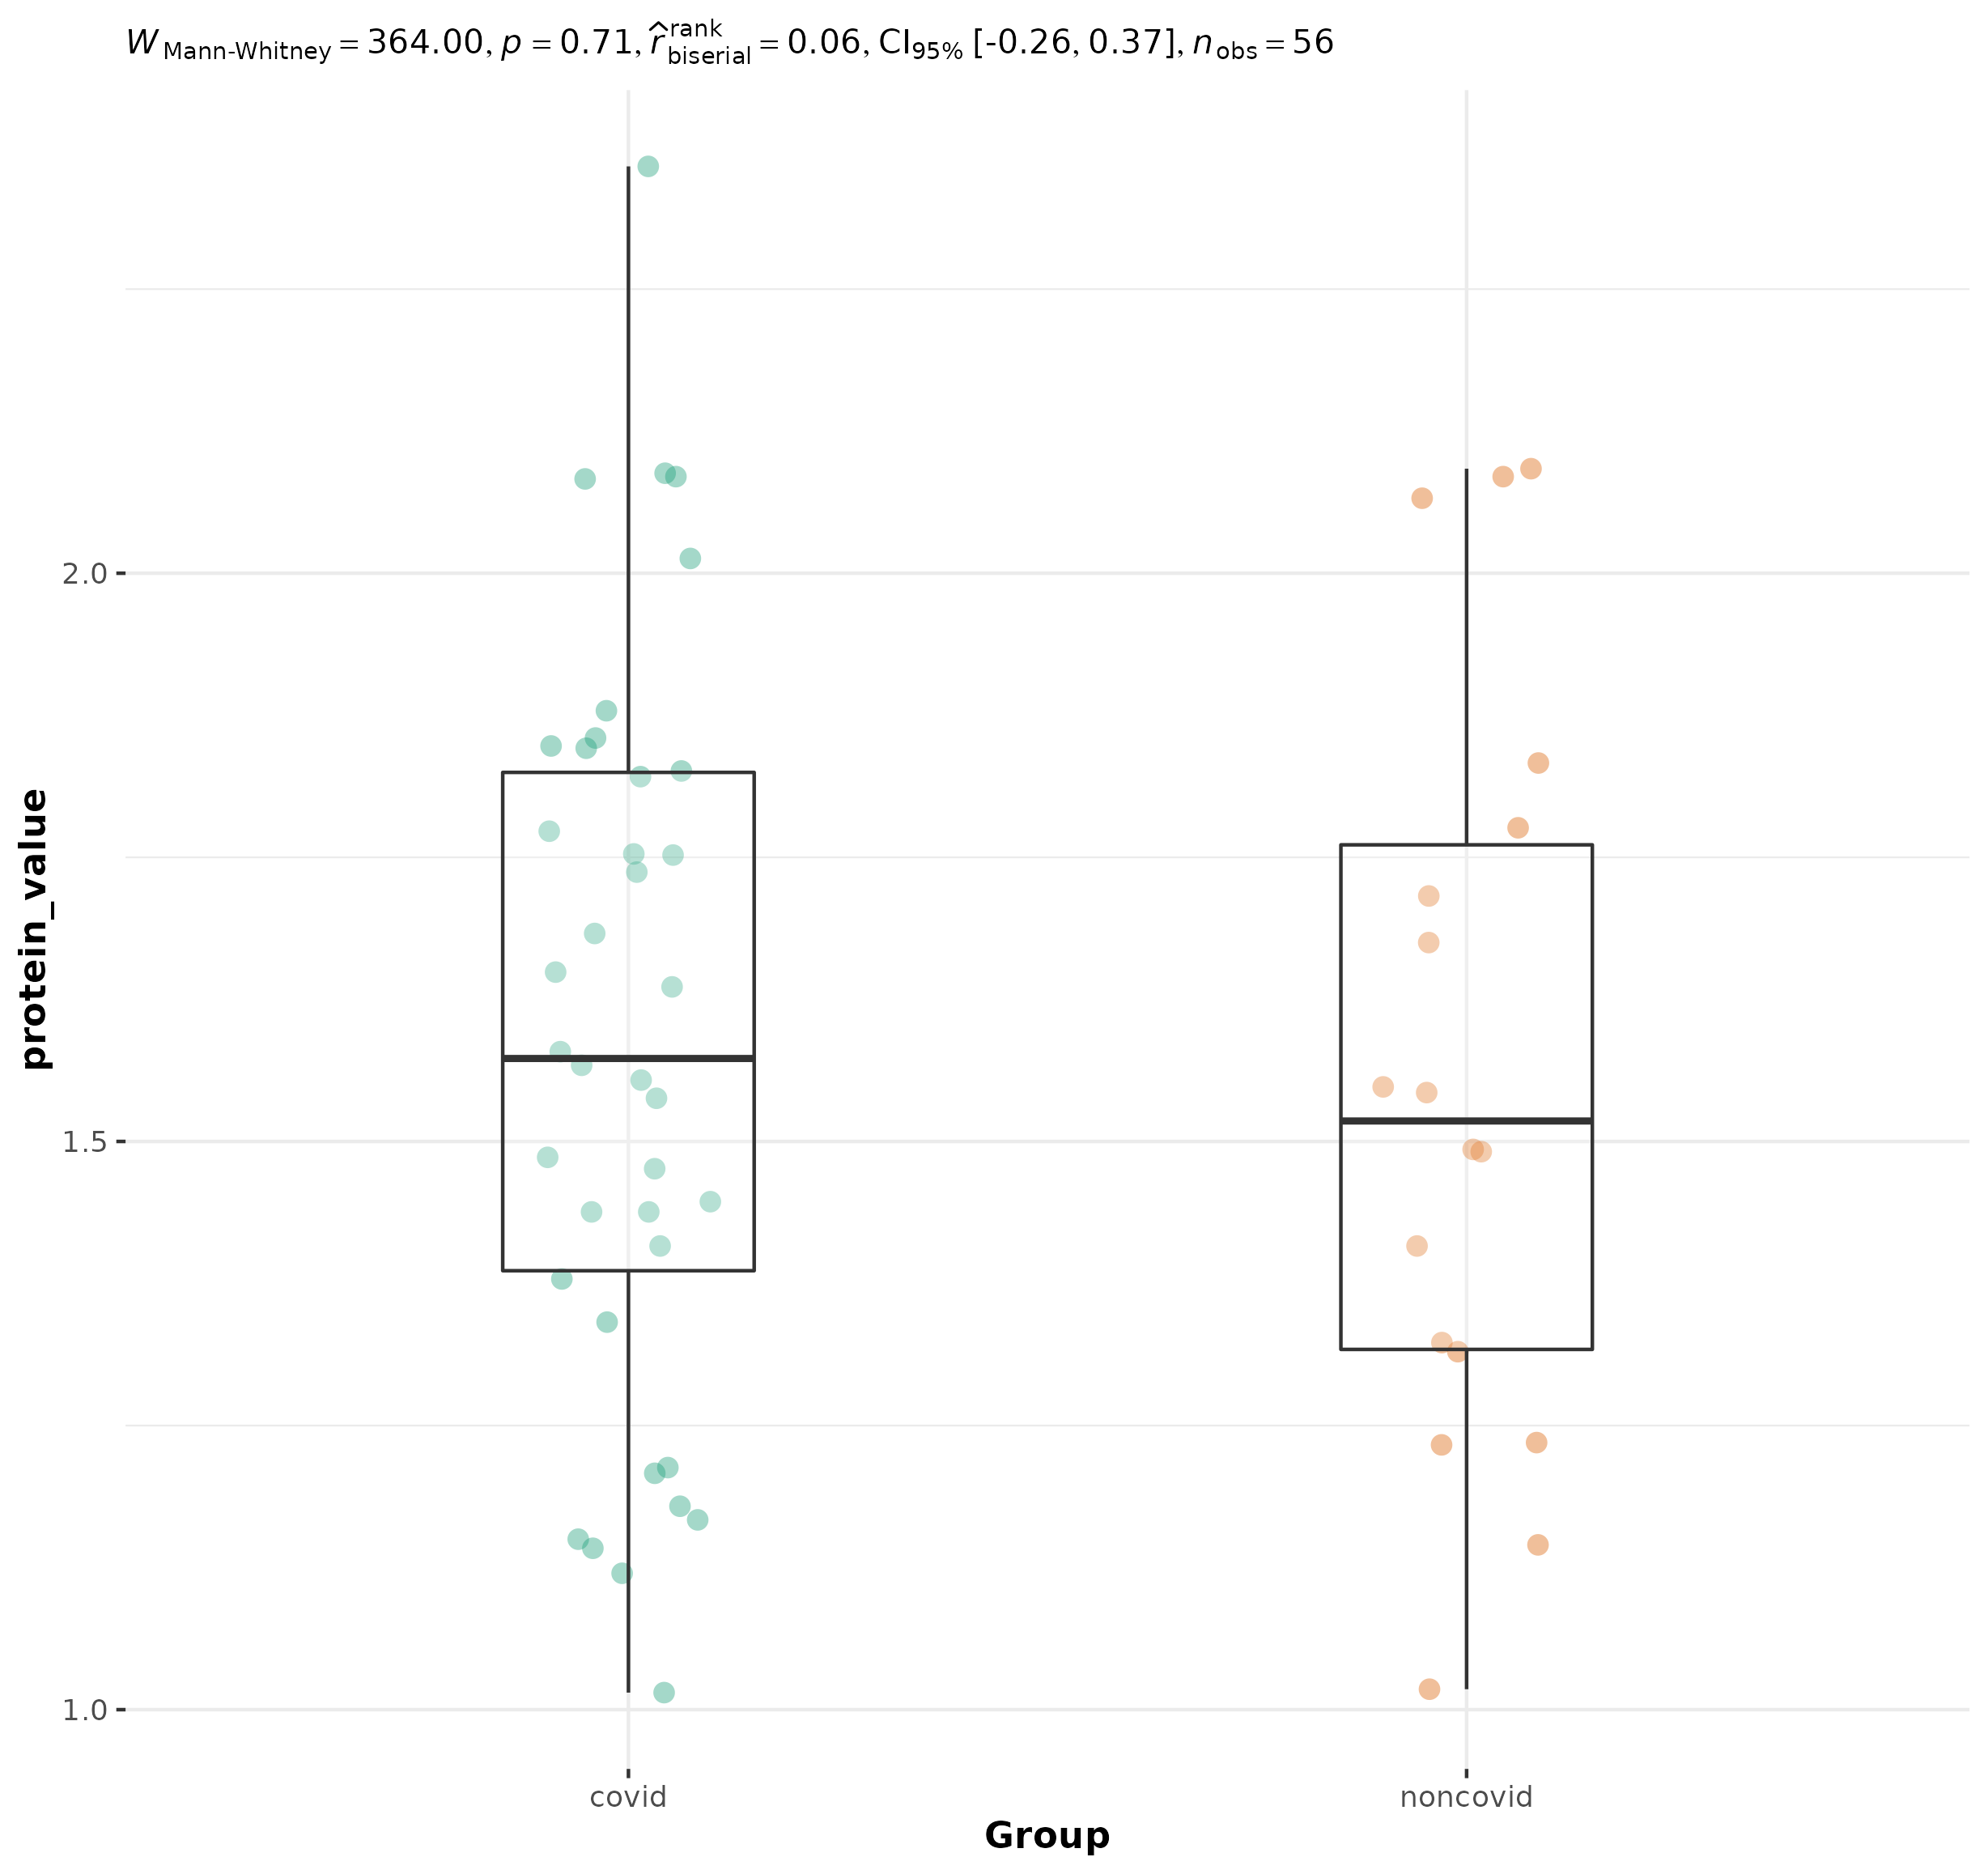 W Mann-Whitney = 364.00, p = 0.71, r̂ rank biserial = 0.06, CI95% [-0.26, 0.37], nobs = 56
protein_value
2.0
1.5
1.0
covid noncovid
Group